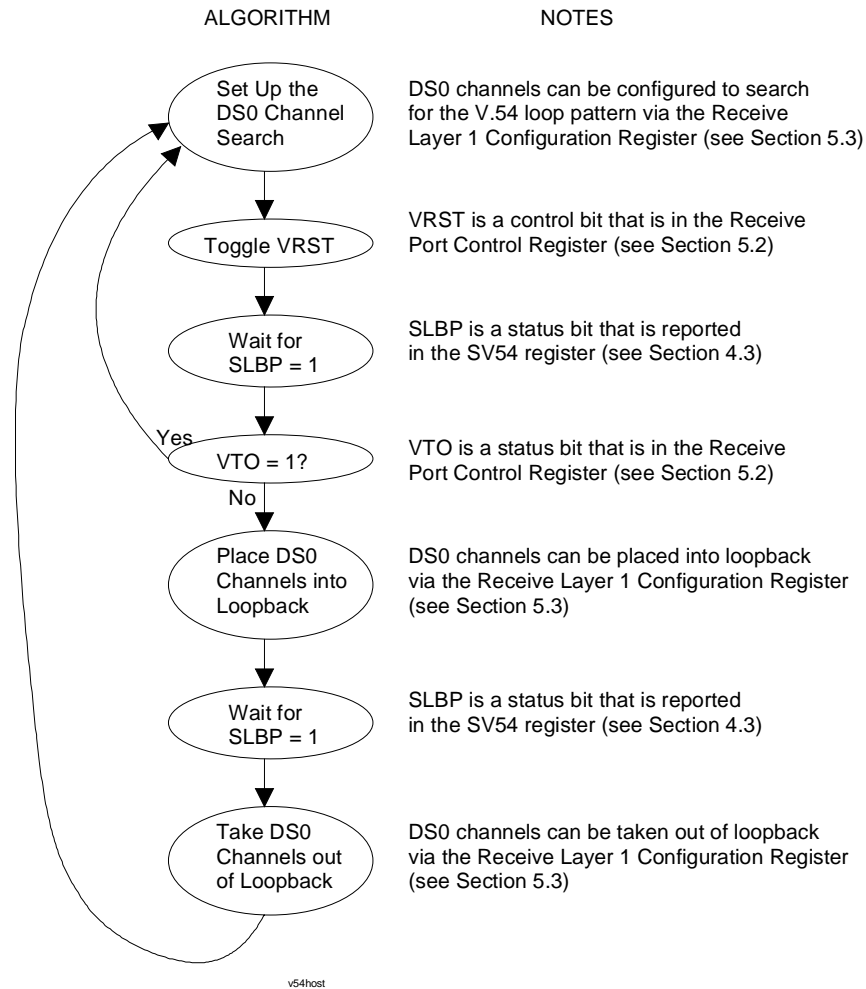 ALGORITHM
NOTES
Set Up the
DS0 Channel
Search
DS0 channels can be configured to search
for the V.54 loop pattern via the Receive
Layer 1 Configuration Register (see Section 5.3)
Toggle VRST
VRST is a control bit that is in the Receive
Port Control Register (see Section 5.2)
Wait for
SLBP = 1
SLBP is a status bit that is reported
in the SV54 register (see Section 4.3)
Yes
VTO = 1?
VTO is a status bit that is in the Receive
Port Control Register (see Section 5.2)
No
Place DS0
Channels into
Loopback
DS0 channels can be placed into loopback
via the Receive Layer 1 Configuration Register
(see Section 5.3)
Wait for
SLBP = 1
SLBP is a status bit that is reported
in the SV54 register (see Section 4.3)
Take DS0
Channels out
of Loopback
DS0 channels can be taken out of loopback
via the Receive Layer 1 Configuration Register
(see Section 5.3)
v54host